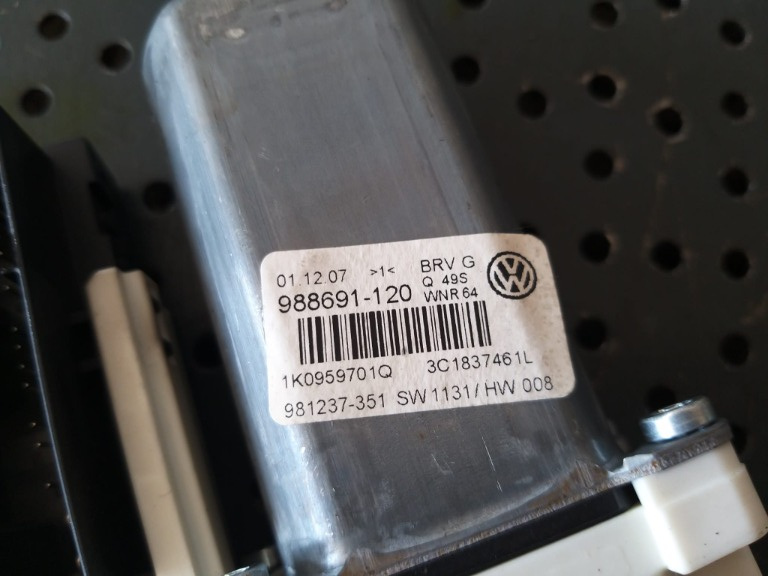 01.12.07 >1< BRV G
Q 49S
988691-120 WNR 64
1K0959701Q 3C1837461L
981237-351 SW 1131/ HW 008